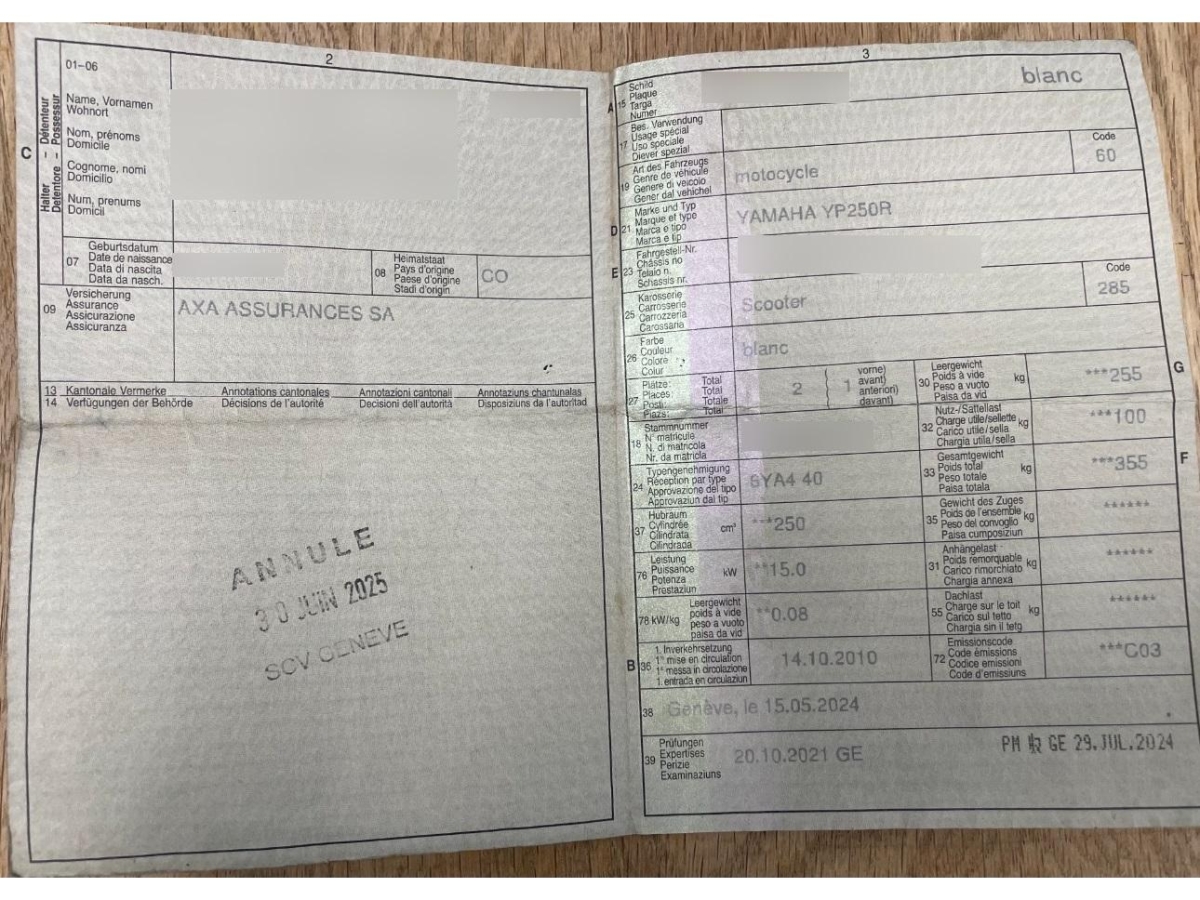 2
01-06
C
Halter – Détenteur
Detentore – Possessur
Name, Vornamen
Wohnort
Nom, prénoms
Domicile
Cognome, nomi
Domicilio
Num, prenums
Domicil
07
Geburtsdatum
Date de naissance
Data di nascita
Data da nasch.
08
Heimatstaat
Pays d'origine
Paese d'origine
Stadi d'origin
CO
09
Versicherung
Assurance
Assicurazione
Assicuranza
AXA ASSURANCES SA
13 Kantonale Vermerke Annotations cantonales Annotazioni cantonali Annotaziuns chantunalas
14 Verfügungen der Behörde Décisions de l'autorité Decisioni dell'autorità Disposiziuns da l'autoritad
ANNULE
30 JUIN 2025
SCV GENEVE
3
A 15
Schild
Plaque
Targa
Numer
blanc
17
Bes. Verwendung
Usage spécial
Uso speciale
Diever spezial
19
Art des Fahrzeugs
Genre de véhicule
Genere di veicolo
Gener dal vehichel
motocycle
Code
60
D 21
Marke und Typ
Marque et type
Marca e tipo
Marca e tip
YAMAHA YP250R
E 23
Fahrgestell-Nr.
Châssis no
Telaio n.
Schassis nr.
25
Karosserie
Carrosserie
Carrozzeria
Carossaria
Scooter
Code
285
26
Farbe
Couleur
Colore
Colur
blanc
27
Plätze: Total
Places: Total
Posti: Totale
Plazs: Total
2
1
vorne)
avant)
anteriori)
davant)
30
Leergewicht
Poids à vide
Peso a vuoto
Paisa da vid
kg
***255
G
18
Stammnummer
N° matricule
N. di matricola
Nr. da matricla
32
Nutz-/Sattellast
Charge utile/sellette
Carico utile/sella
Chargia utila/sella
kg
***100
24
Typengenehmigung
Réception par type
Approvazione del tipo
Approvaziun dal tip
6YA4 40
33
Gesamtgewicht
Poids total
Peso totale
Paisa totala
kg
***355
F
37
Hubraum
Cylindrée
Cilindrata
Cilindrada
cm³
***250
35
Gewicht des Zuges
Poids de l'ensemble
Peso del convoglio
Paisa cumposiziun
kg
******
76
Leistung
Puissance
Potenza
Prestaziun
kW
**15.0
31
Anhängelast
Poids remorquable
Carico rimorchiato
Chargia annexa
kg
******
78 kW/kg
Leergewicht
poids à vide
peso a vuoto
paisa da vid
**0.08
55
Dachlast
Charge sur le toit
Carico sul tetto
Chargia sin il tetg
kg
******
B 36
1. Inverkehrsetzung
1re mise en circulation
1a messa in circolazione
1. entrada en circulaziun
14.10.2010
72
Emissionscode
Code émissions
Codice emissioni
Code d'emissiuns
***C03
38 Genève, le 15.05.2024
39
Prüfungen
Expertises
Perizie
Examinaziuns
20.10.2021 GE
PM GE 29.JUL.2024